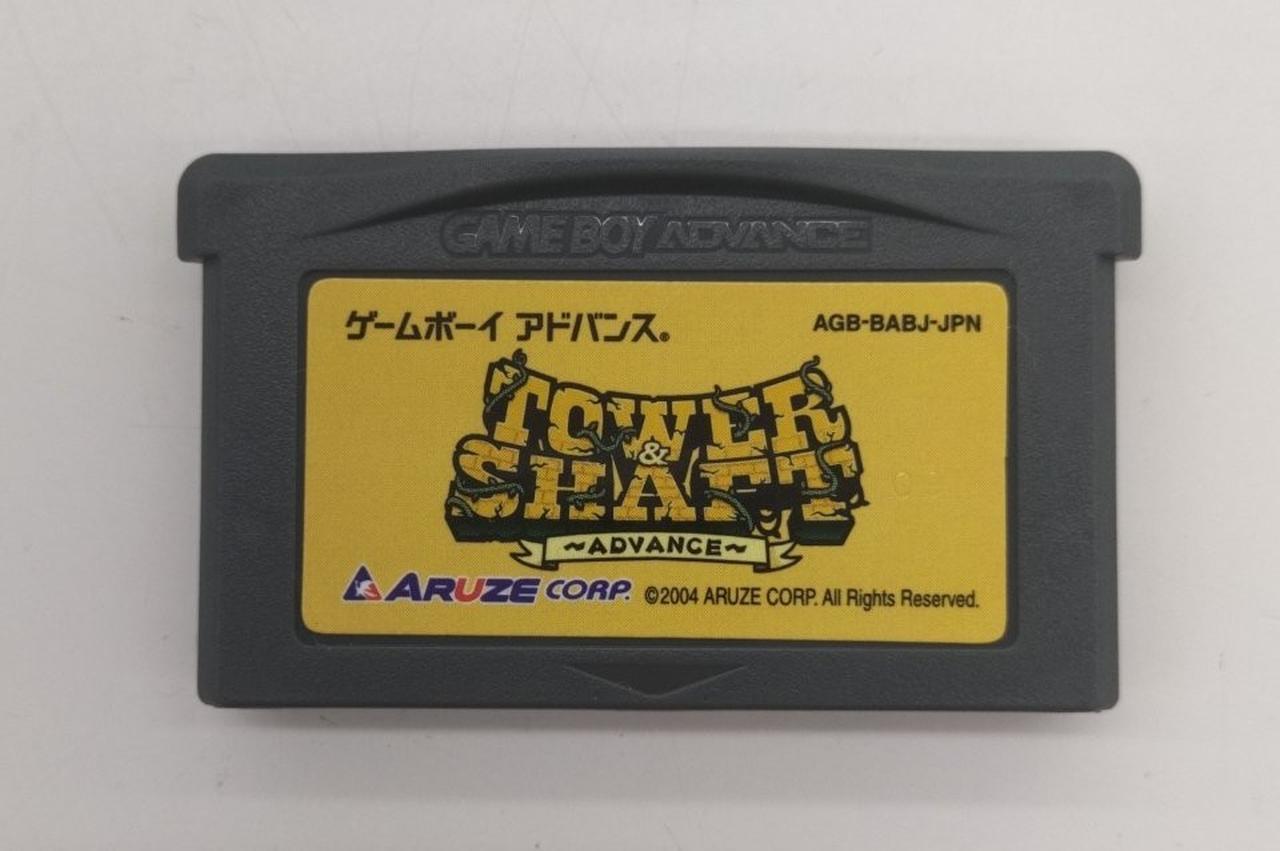 GAME BOY ADVANCE
ゲームボーイ アドバンス®
AGB-BABJ-JPN
TOWER
&
SHAFT
~ADVANCE~
ARUZE CORP.
©2004 ARUZE CORP. All Rights Reserved.